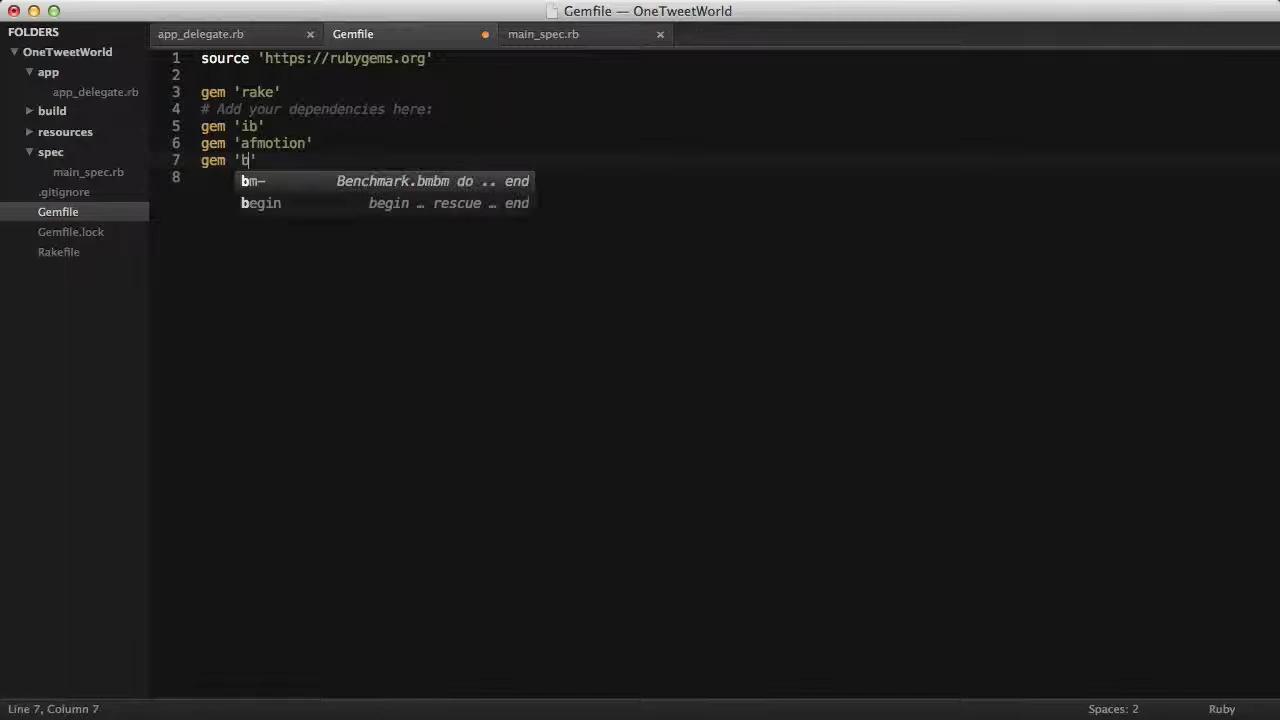 Gemfile — OneTweetWorld
FOLDERS
OneTweetWorld
app
app_delegate.rb
build
resources
spec
main_spec.rb
.gitignore
Gemfile
Gemfile.lock
Rakefile
app_delegate.rb ×
Gemfile
main_spec.rb ×
1 source 'https://rubygems.org'
2
3 gem 'rake'
4 # Add your dependencies here:
5 gem 'ib'
6 gem 'afmotion'
7 gem 'b'
8
bm– Benchmark.bmbm do .. end
begin begin … rescue … end
Line 7, Column 7
Spaces: 2
Ruby